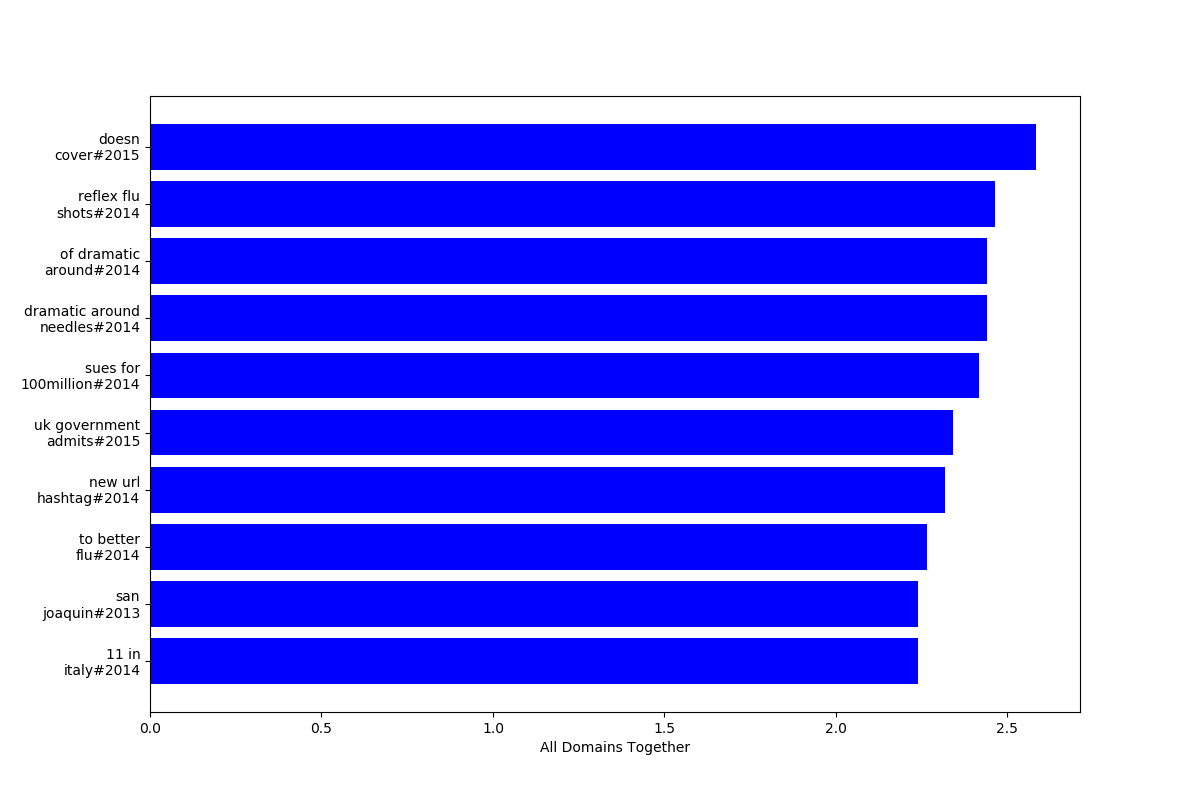 doesn
cover#2015
reflex flu
shots#2014
of dramatic
around#2014
dramatic around
needles#2014
sues for
100million#2014
uk government
admits#2015
new url
hashtag#2014
to better
flu#2014
san
joaquin#2013
11 in
italy#2014
0.0 0.5 1.0 1.5 2.0 2.5
All Domains Together